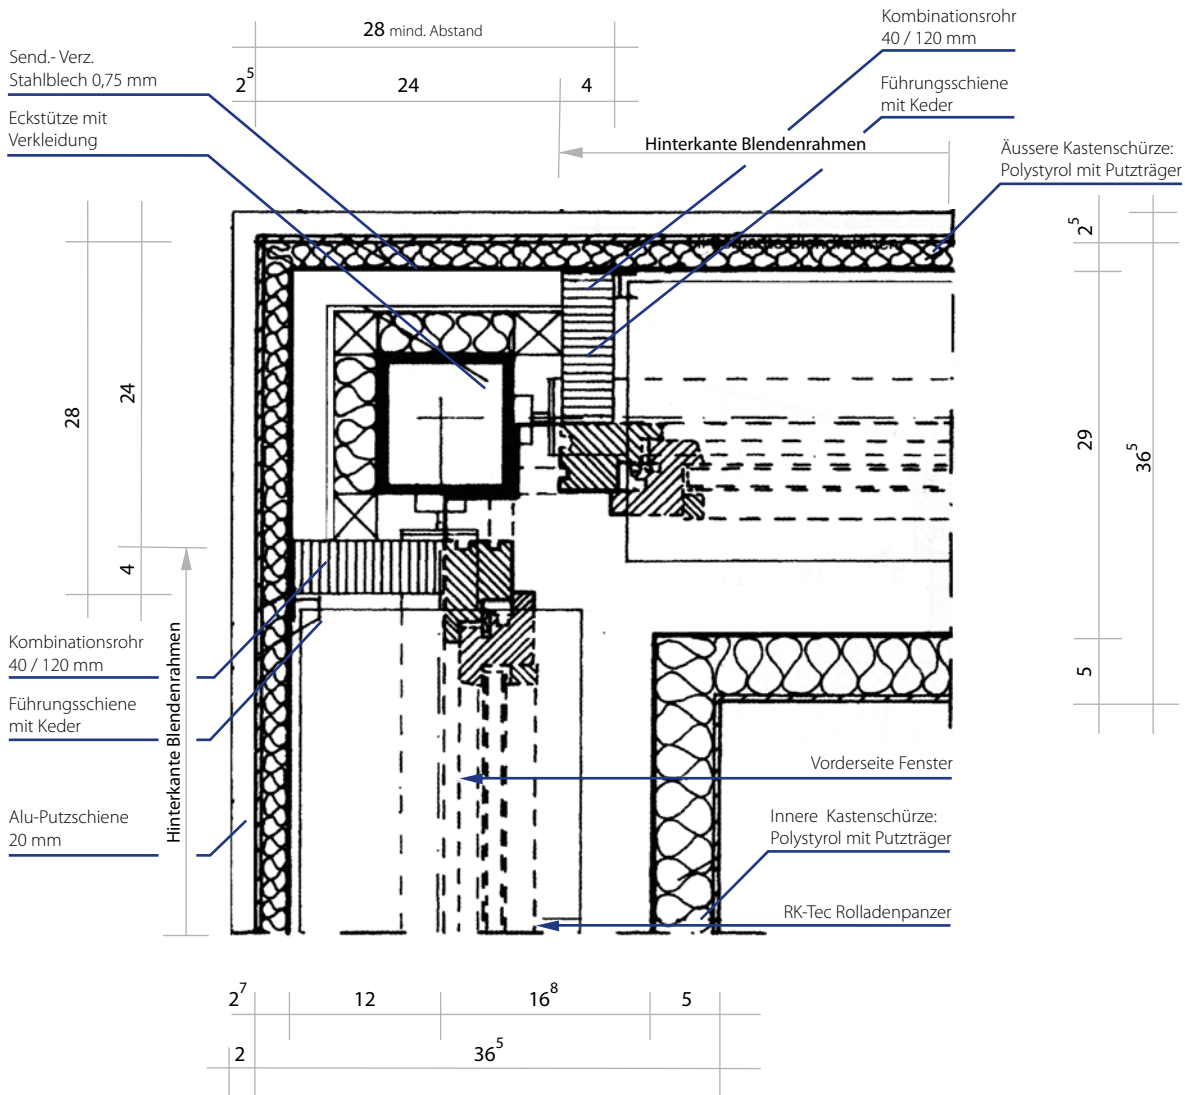 28 mind. Abstand
2⁵ 24 4
Kombinationsrohr
40 / 120 mm
Send.- Verz.
Stahlblech 0,75 mm
Führungsschiene
mit Keder
Eckstütze mit
Verkleidung
Hinterkante Blendenrahmen
Äussere Kastenschürze:
Polystyrol mit Putzträger
28
24
4
2⁵
29
36⁵
5
Kombinationsrohr
40 / 120 mm
Führungsschiene
mit Keder
Hinterkante Blendenrahmen
Alu-Putzschiene
20 mm
Vorderseite Fenster
Innere Kastenschürze:
Polystyrol mit Putzträger
RK-Tec Rolladenpanzer
2⁷ 12 16⁸ 5
2 36⁵